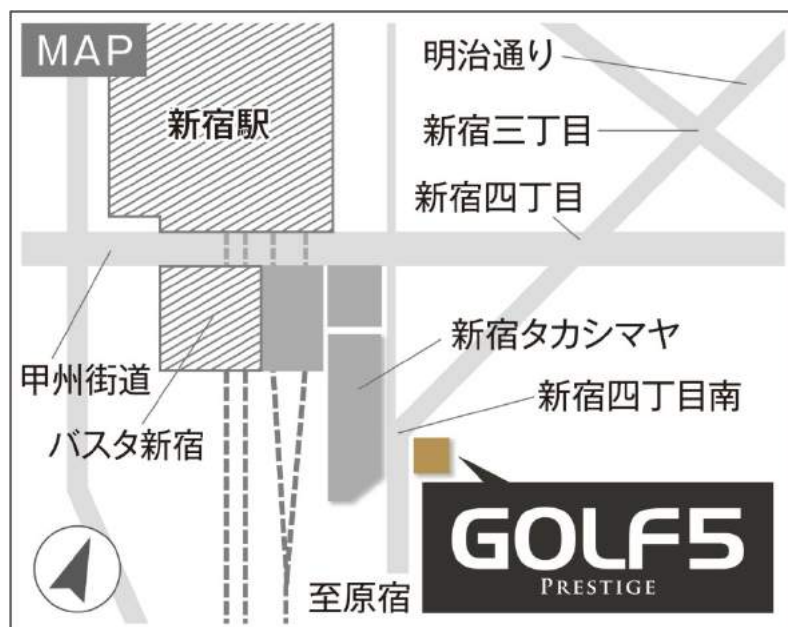 MAP
明治通り
新宿駅
新宿三丁目
新宿四丁目
新宿タカシマヤ
甲州街道
新宿四丁目南
バスタ新宿
GOLF5
PRESTIGE
至原宿